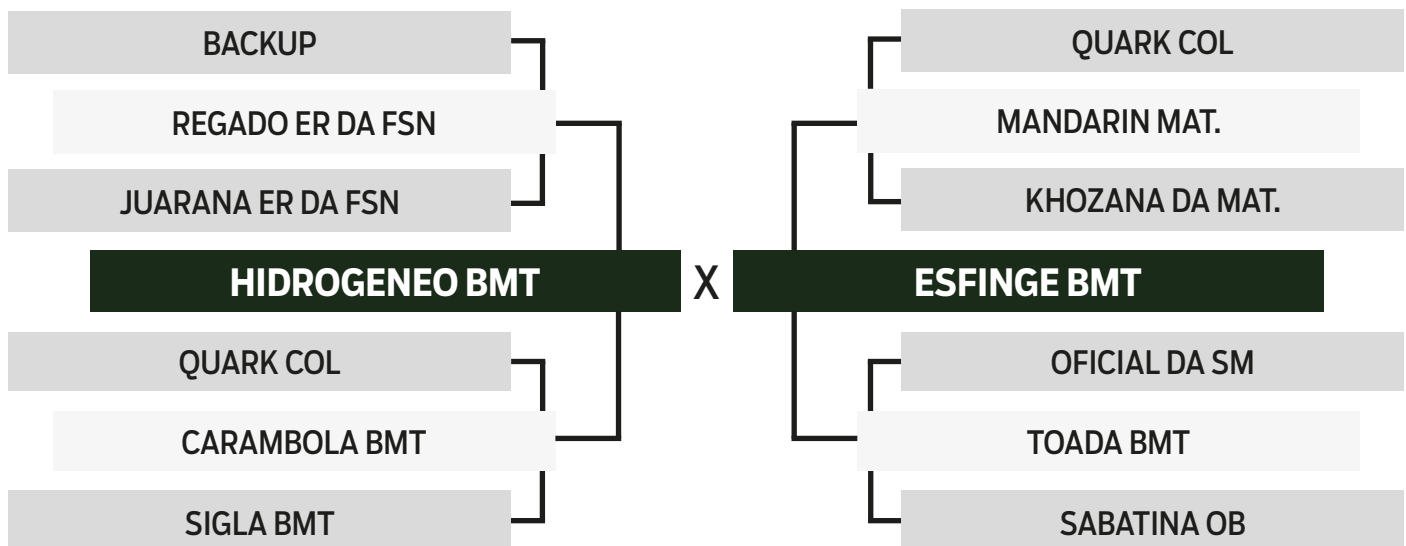 BACKUP
REGADO ER DA FSN
JUARANA ER DA FSN
HIDROGENEO BMT
QUARK COL
CARAMBOLA BMT
SIGLA BMT
X
QUARK COL
MANDARIN MAT.
KHOZANA DA MAT.
ESFINGE BMT
OFICIAL DA SM
TOADA BMT
SABATINA OB